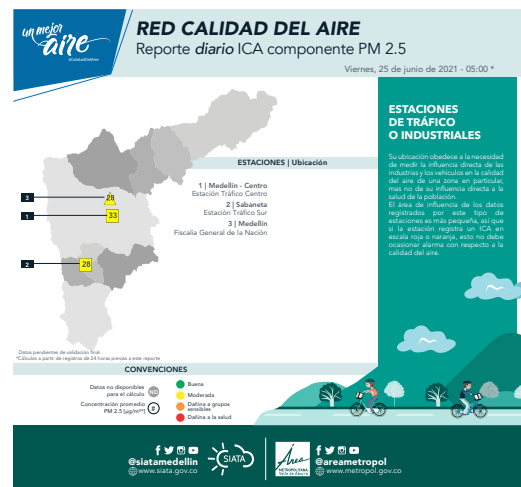 un mejor
aire
#CalidadDelAire
RED CALIDAD DEL AIRE
Reporte diario ICA componente PM 2.5
Viernes, 25 de junio de 2021 - 05:00 *
ESTACIONES | Ubicación
1 | Medellín - Centro
Estación Tráfico Centro
2 | Sabaneta
Estación Tráfico Sur
3 | Medellín
Fiscalía General de la Nación
3
28
1
33
2
28
ESTACIONES
DE TRÁFICO
O INDUSTRIALES
Su ubicación obedece a la necesidad
de medir la influencia directa de las
industrias y los vehículos en la calidad
del aire de una zona en particular,
mas no de su influencia directa a la
salud de la población.
El área de influencia de los datos
registrados por este tipo de
estaciones es más pequeña, así que
si la estación registra un ICA en
escala roja o naranja, esto no debe
ocasionar alarma con respecto a la
calidad del aire.
Datos pendientes de validación final.
*Cálculos a partir de registros de 24 horas previas a este reporte
CONVENCIONES
Datos no disponibles
para el cálculo
ND
Concentración promedio
PM 2.5 [µg/m³*]
#
Buena
Moderada
Dañina a grupos
sensibles
Dañina a la salud
@siatamedellin
www.siata.gov.co
SIATA
Área
METROPOLITANA
Valle de Aburrá
@areametropol
www.metropol.gov.co